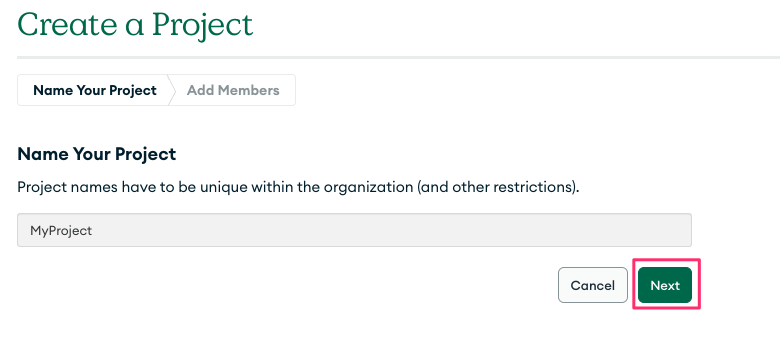 Create a Project
Name Your Project
Add Members
Name Your Project
Project names have to be unique within the organization (and other restrictions).
MyProject
Cancel
Next